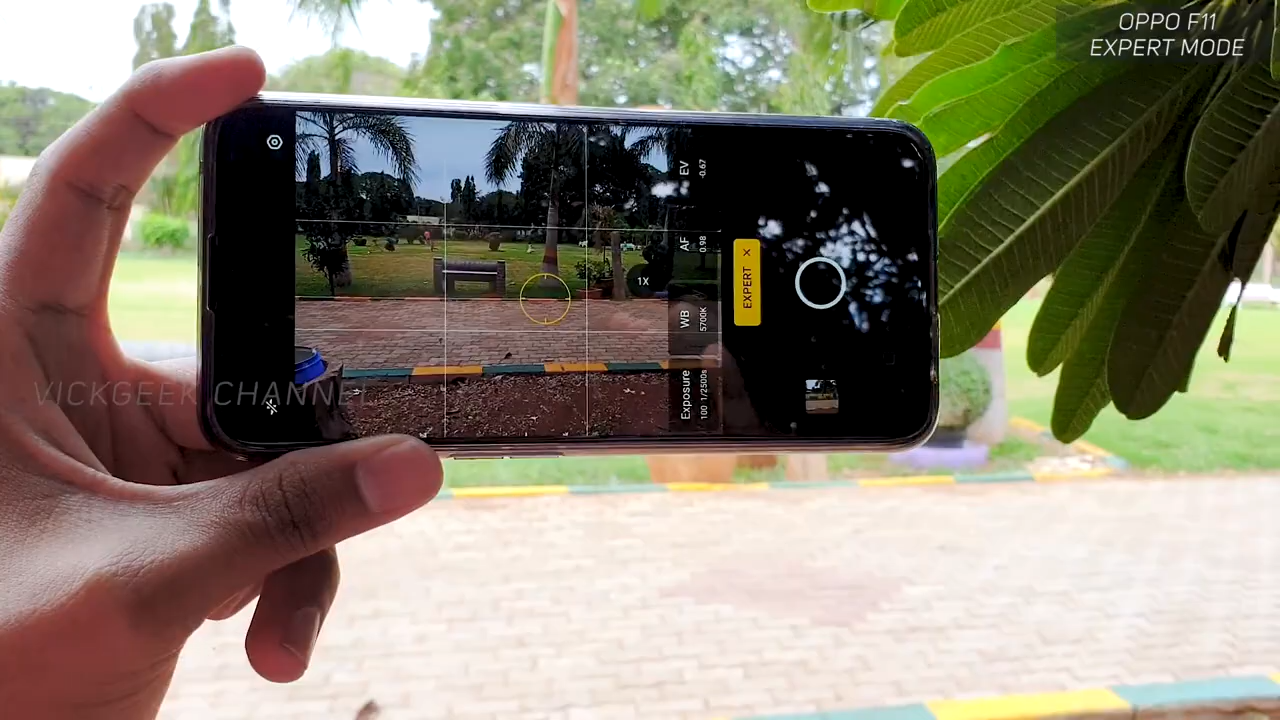 OPPO F11
EXPERT MODE
EV
-0.67
AF
0.98
1X
EXPERT X
WB
5700K
Exposure
100 1/2500s
VICKGEEK CHANNEL